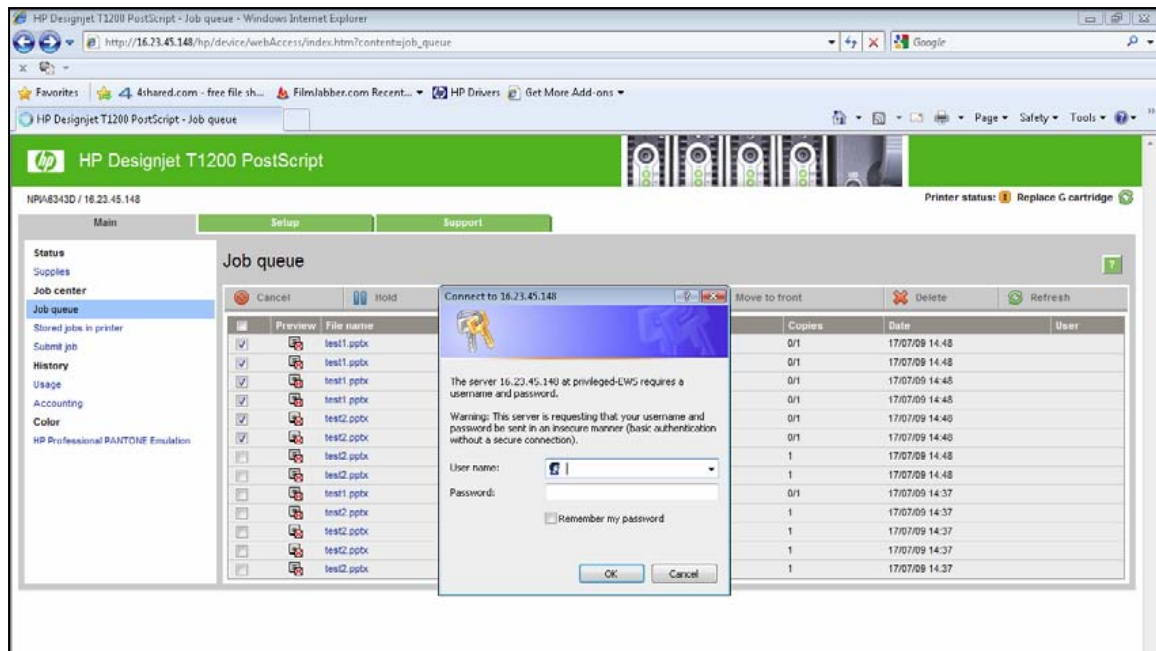 HP Designjet T1200 PostScript - Job queue - Windows Internet Explorer
http://16.23.45.148/hp/device/webAccess/index.htm?content=job_queue
Google
x
Favorites 4shared.com - free file sh... Filmjabber.com Recent... HP Drivers Get More Add-ons
HP Designjet T1200 PostScript - Job queue
Page Safety Tools
hp HP Designjet T1200 PostScript
NPIA6343D / 16.23.45.148
Printer status: Replace G cartridge
Main Setup Support
Status
Supplies
Job center
Job queue
Stored jobs in printer
Submit job
History
Usage
Accounting
Color
HP Professional PANTONE Emulation
Job queue
?
Cancel Hold Move to front Delete Refresh
Preview File name Copies Date User
test1.pptx 0/1 17/07/09 14:48
test1.pptx 0/1 17/07/09 14:48
test1.pptx 0/1 17/07/09 14:48
test1.pptx 0/1 17/07/09 14:48
test2.pptx 0/1 17/07/09 14:48
test2.pptx 0/1 17/07/09 14:48
test2.pptx 1 17/07/09 14:48
test2.pptx 1 17/07/09 14:48
test1.pptx 0/1 17/07/09 14:37
test2.pptx 1 17/07/09 14:37
test2.pptx 1 17/07/09 14:37
test2.pptx 1 17/07/09 14:37
test2.pptx 1 17/07/09 14:37
Connect to 16.23.45.148
The server 16.23.45.148 at privileged-EWS requires a
username and password.
Warning: This server is requesting that your username and
password be sent in an insecure manner (basic authentication
without a secure connection).
User name:
Password:
Remember my password
OK Cancel